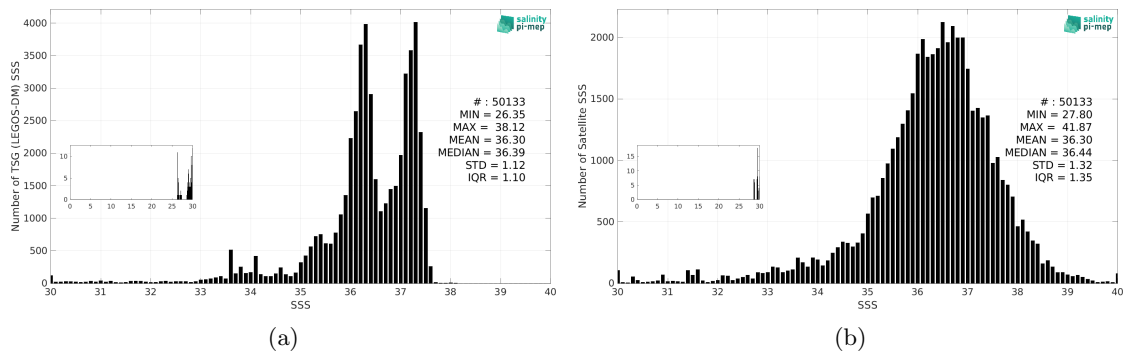 salinity
pi-mep
Number of TSG (LEGOS-DM) SSS
4000
3500
3000
2500
2000
1500
1000
500
0
# : 50133
MIN = 26.35
MAX = 38.12
MEAN = 36.30
MEDIAN = 36.39
STD = 1.12
IQR = 1.10
10
5
0
0 5 10 15 20 25 30
30 31 32 33 34 35 36 37 38 39 40
SSS
(a)
salinity
pi-mep
Number of Satellite SSS
2000
1500
1000
500
0
# : 50133
MIN = 27.80
MAX = 41.87
MEAN = 36.30
MEDIAN = 36.44
STD = 1.32
IQR = 1.35
15
10
5
0
0 5 10 15 20 25 30
30 31 32 33 34 35 36 37 38 39 40
SSS
(b)